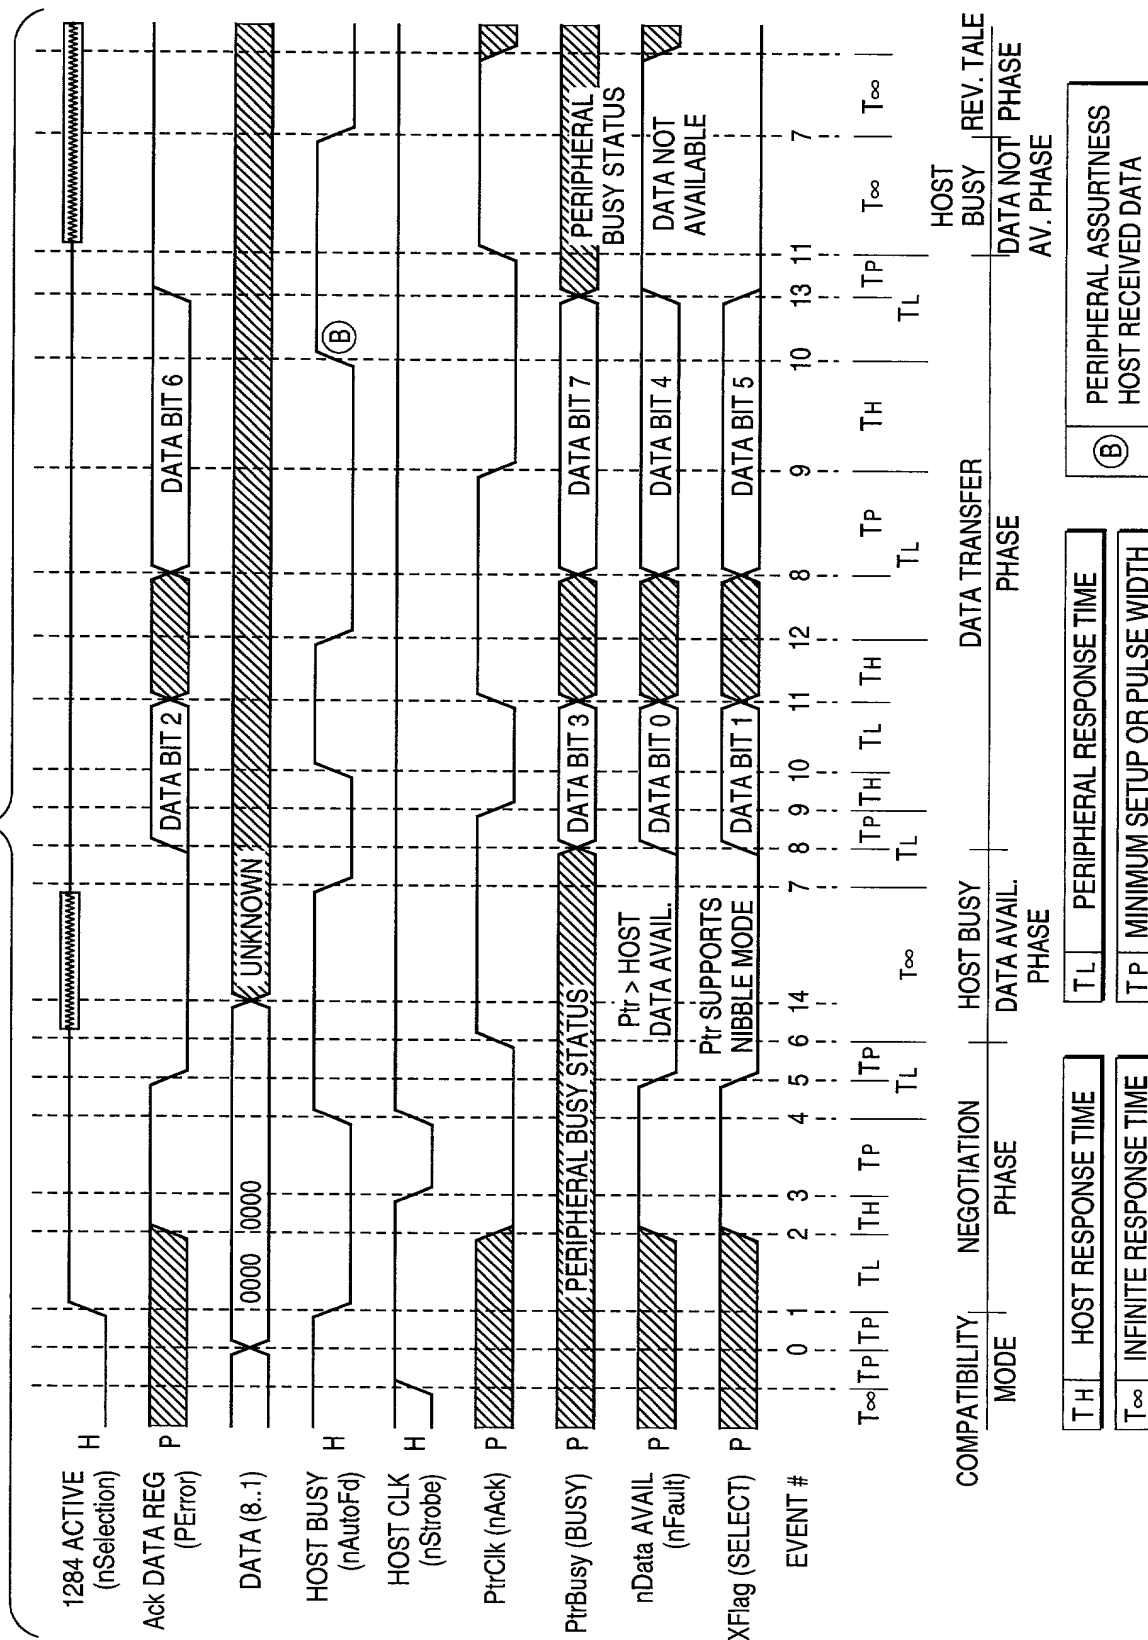 1284 ACTIVE
(nSelection)
H
Ack DATA REG
(PError)
P
DATA BIT 2
DATA BIT 6
DATA (8..1)
0000
0000
UNKNOWN
HOST BUSY
(nAutoFd)
H
B
HOST CLK
(nStrobe)
H
PtrClk (nAck)
P
PtrBusy (BUSY)
P
PERIPHERAL BUSY STATUS
DATA BIT 3
DATA BIT 7
PERIPHERAL
BUSY STATUS
nData AVAIL
(nFault)
P
Ptr > HOST
DATA AVAIL.
DATA BIT 0
DATA BIT 4
DATA NOT
AVAILABLE
XFlag (SELECT)
P
Ptr SUPPORTS
NIBBLE MODE
DATA BIT 1
DATA BIT 5
EVENT #
0 1 2 3 4 5 6 14 7 8 9 10 11 12 8 9 10 13 11 7
T∞ TP TP TL TH TP TL TP T∞ TL TP TH TL TH TL TP TH TL TP T∞ T∞
COMPATIBILITY
MODE
NEGOTIATION
PHASE
HOST BUSY
DATA AVAIL.
PHASE
DATA TRANSFER
PHASE
HOST
BUSY
DATA NOT
AV. PHASE
REV. TALE
PHASE
TH HOST RESPONSE TIME
T∞ INFINITE RESPONSE TIME
TL PERIPHERAL RESPONSE TIME
TP MINIMUM SETUP OR PULSE WIDTH
B PERIPHERAL ASSURTNESS
HOST RECEIVED DATA